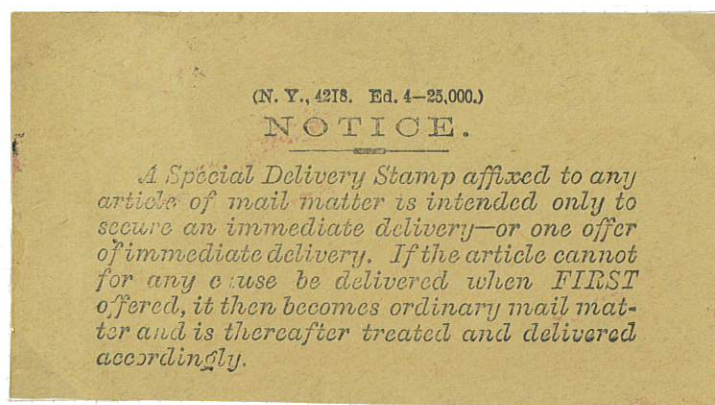 (N. Y., 4218. Ed. 4—25,000.)
NOTICE.
A Special Delivery Stamp affixed to any
article of mail matter is intended only to
secure an immediate delivery—or one offer
of immediate delivery. If the article cannot
for any cause be delivered when FIRST
offered, it then becomes ordinary mail mat-
ter and is thereafter treated and delivered
accordingly.